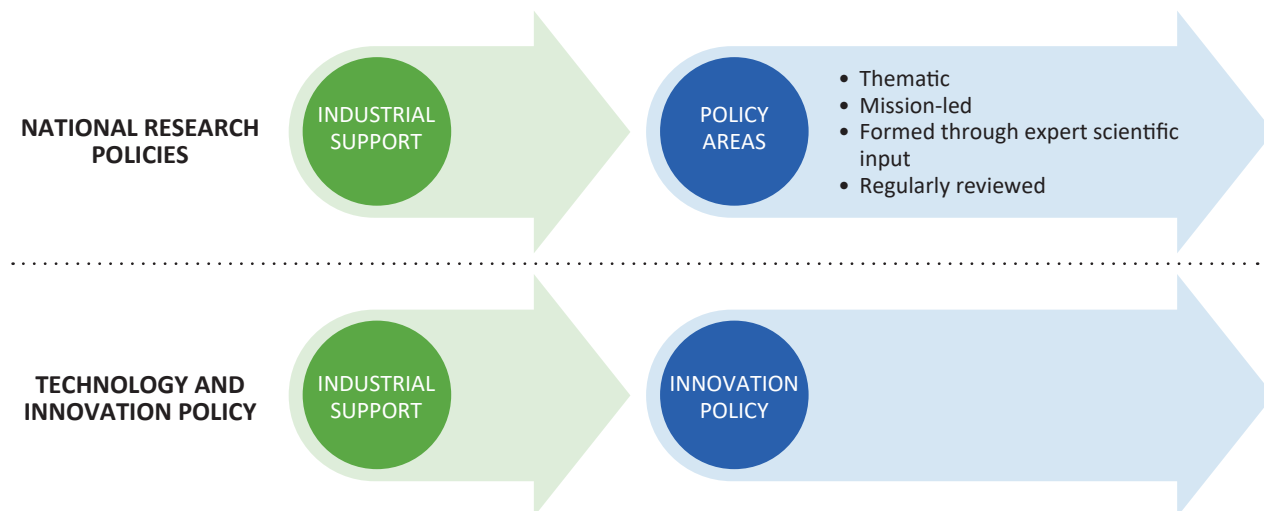 NATIONAL RESEARCH
POLICIES
INDUSTRIAL
SUPPORT
POLICY
AREAS
• Thematic
• Mission-led
• Formed through expert scientific
input
• Regularly reviewed
TECHNOLOGY AND
INNOVATION POLICY
INDUSTRIAL
SUPPORT
INNOVATION
POLICY